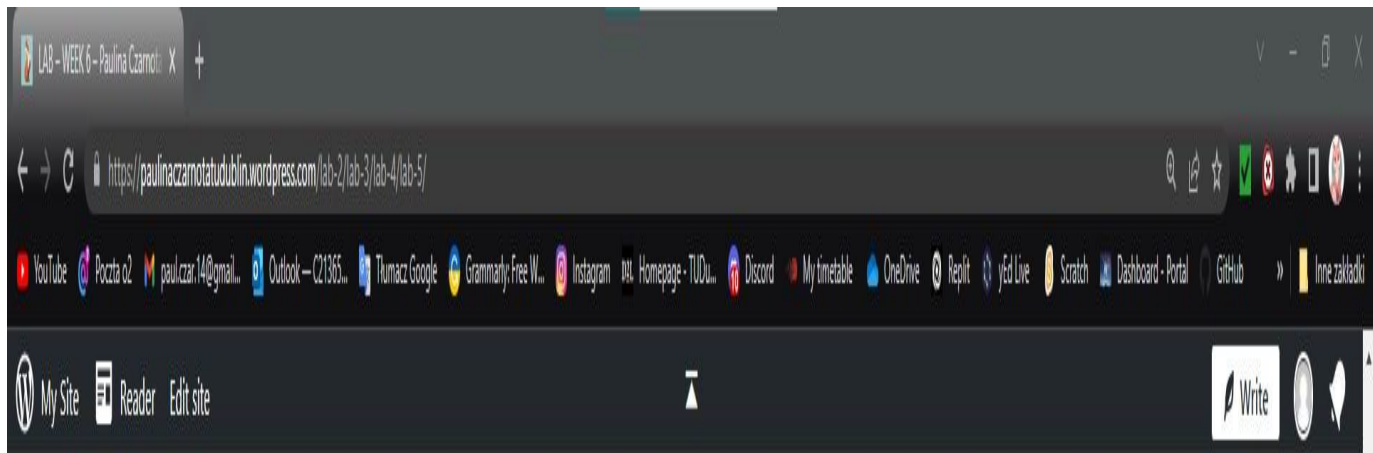 LAB – WEEK 6 – Paulina Czarnota
https://paulinaczarnotatudublin.wordpress.com/lab-2/lab-3/lab-4/lab-5/
YouTube Poczta o2 paul.czar.14@gmail... Outlook — C21365... Tłumacz Google Grammarly: Free W... Instagram Homepage - TUDu... Discord My timetable OneDrive Replit yEd Live Scratch Dashboard - Portal GitHub » Inne zakładki
My Site Reader Edit site Write